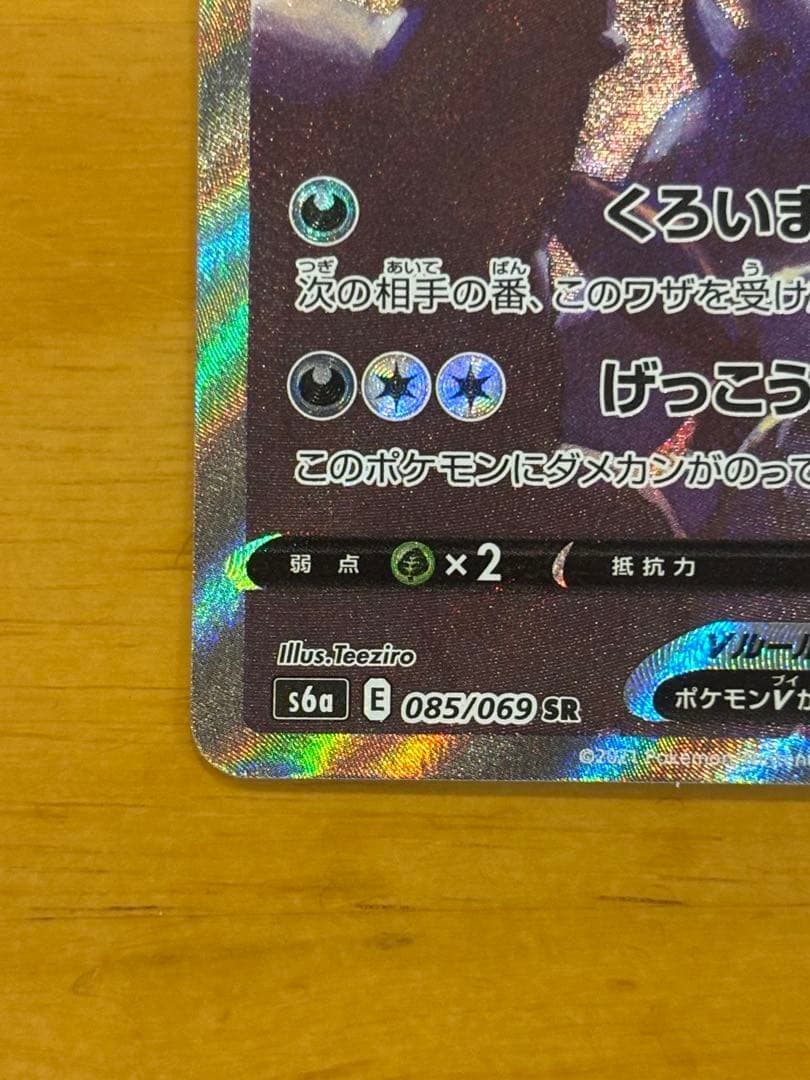 くろいま
つぎ あいて ばん う
次の相手の番、このワザを受け
げっこう
このポケモンにダメカンがのって
弱点 ×2 抵抗力
Illus.Teeziro
Vルール
s6a E 085/069 SR
ブイ
ポケモンVが
©2021 Pokémon